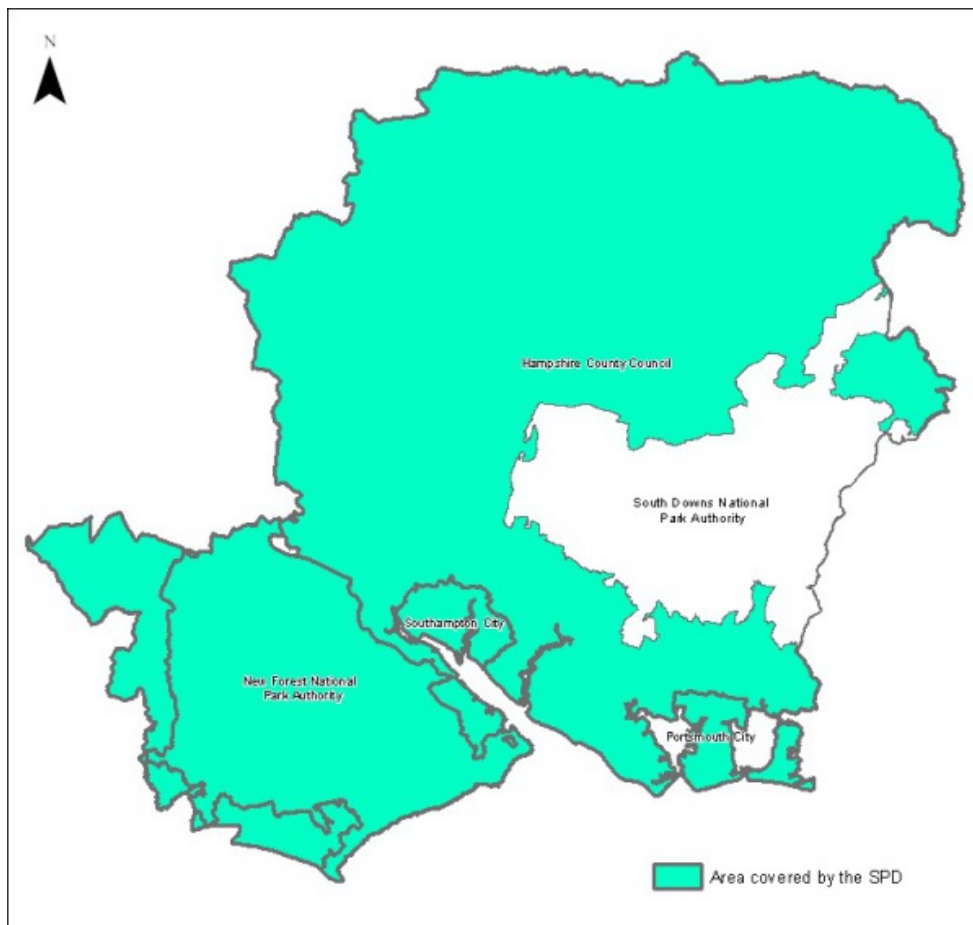 N
Hampshire County Council
South Downs National
Park Authority
Southampton City
New Forest National
Park Authority
Portsmouth City
Area covered by the SPD